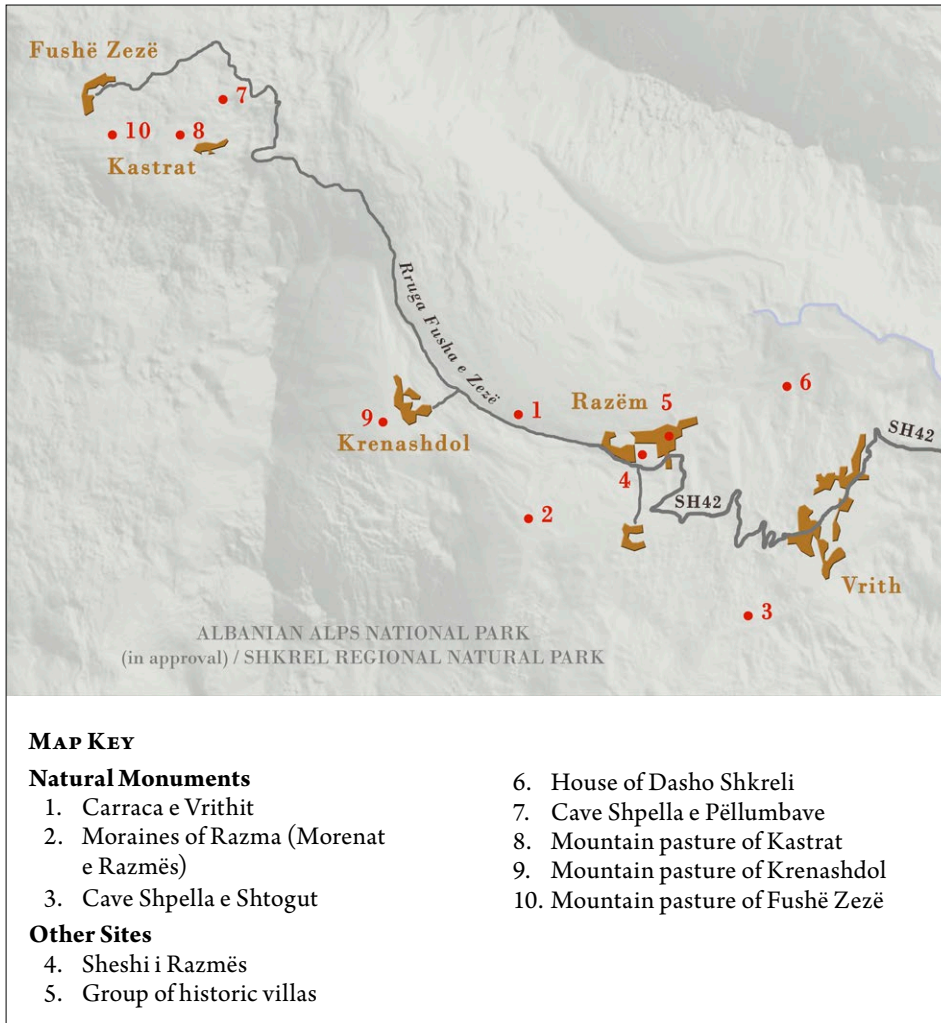 Fushë Zezë
7
10
8
Kastrat
Rruga Fusha e Zezë
6
1
Razëm
5
9
Krenashdol
SH42
4
SH42
2
Vrith
3
ALBANIAN ALPS NATIONAL PARK
(in approval) / SHKREL REGIONAL NATURAL PARK
MAP KEY
Natural Monuments
1. Carraca e Vrithit
2. Moraines of Razma (Morenat
e Razmës)
3. Cave Shpella e Shtogut
Other Sites
4. Sheshi i Razmës
5. Group of historic villas
6. House of Dasho Shkreli
7. Cave Shpella e Pëllumbave
8. Mountain pasture of Kastrat
9. Mountain pasture of Krenashdol
10. Mountain pasture of Fushë Zezë